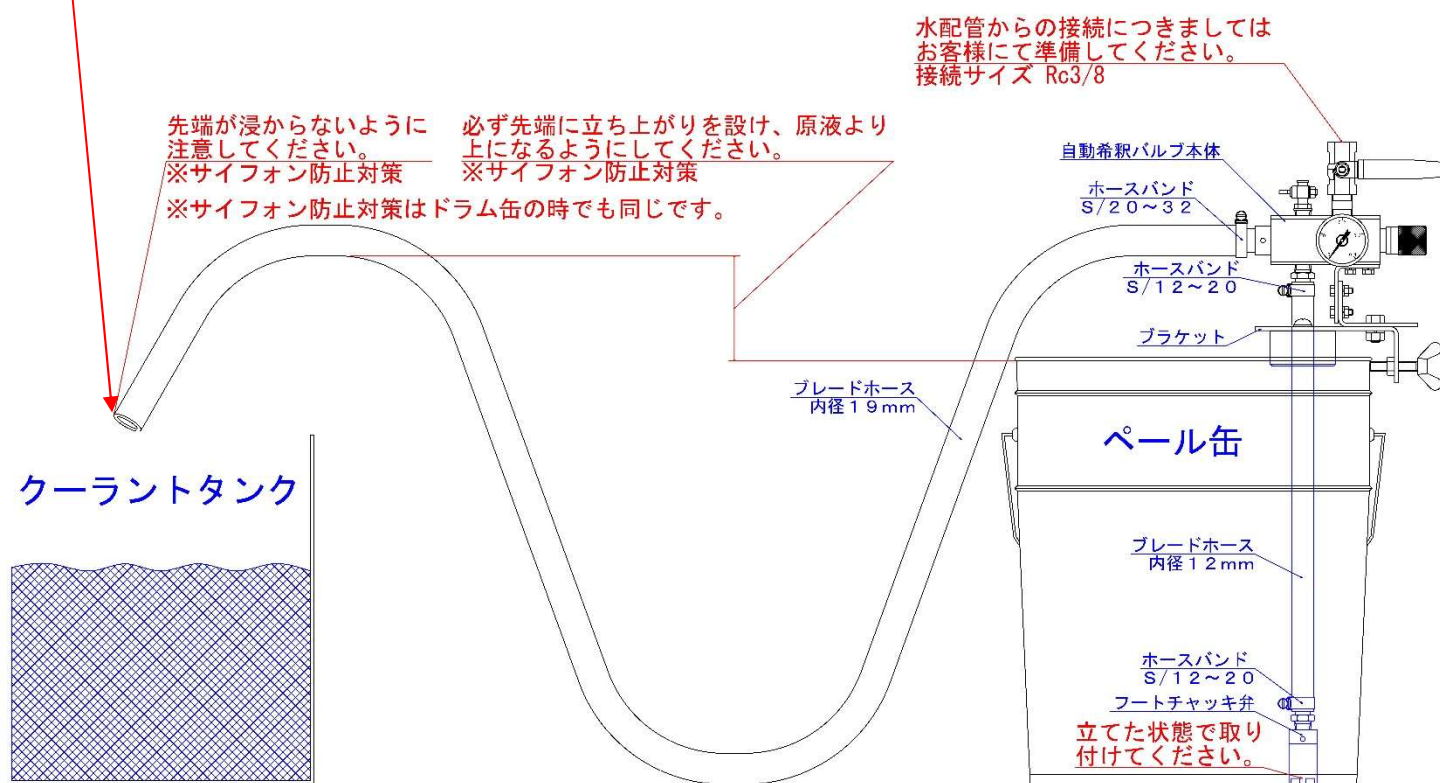 水配管からの接続につきましては
お客様にて準備してください。
接続サイズ Rc3/8
先端が浸からないように
注意してください。
※サイフォン防止対策
必ず先端に立ち上がりを設け、原液より
上になるようにしてください。
※サイフォン防止対策
※サイフォン防止対策はドラム缶の時でも同じです。
自動希釈バルブ本体
ホースバンド
S/20~32
ホースバンド
S/12~20
ブラケット
ブレードホース
内径19mm
ペール缶
クーラントタンク
ブレードホース
内径12mm
ホースバンド
S/12~20
フートチャッキ弁
立てた状態で取り
付けてください。